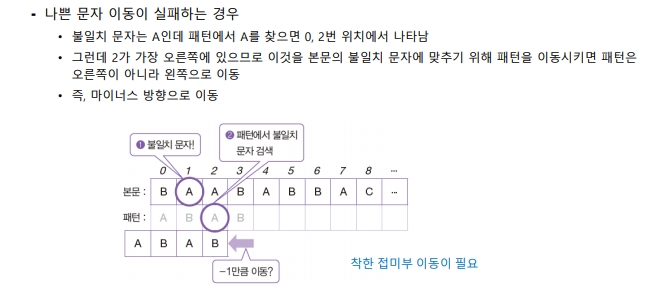 - 나쁜 문자 이동이 실패하는 경우
• 불일치 문자는 A인데 패턴에서 A를 찾으면 0, 2번 위치에서 나타남
• 그런데 2가 가장 오른쪽에 있으므로 이것을 본문의 불일치 문자에 맞추기 위해 패턴을 이동시키면 패턴은
오른쪽이 아니라 왼쪽으로 이동
• 즉, 마이너스 방향으로 이동
❶ 불일치 문자!
❷ 패턴에서 불일치
문자 검색
0 1 2 3 4 5 6 7 8 ...
본문 : B A A B A B B A C ...
패턴 : A B A B
A B A B
-1만큼 이동?
착한 접미부 이동이 필요